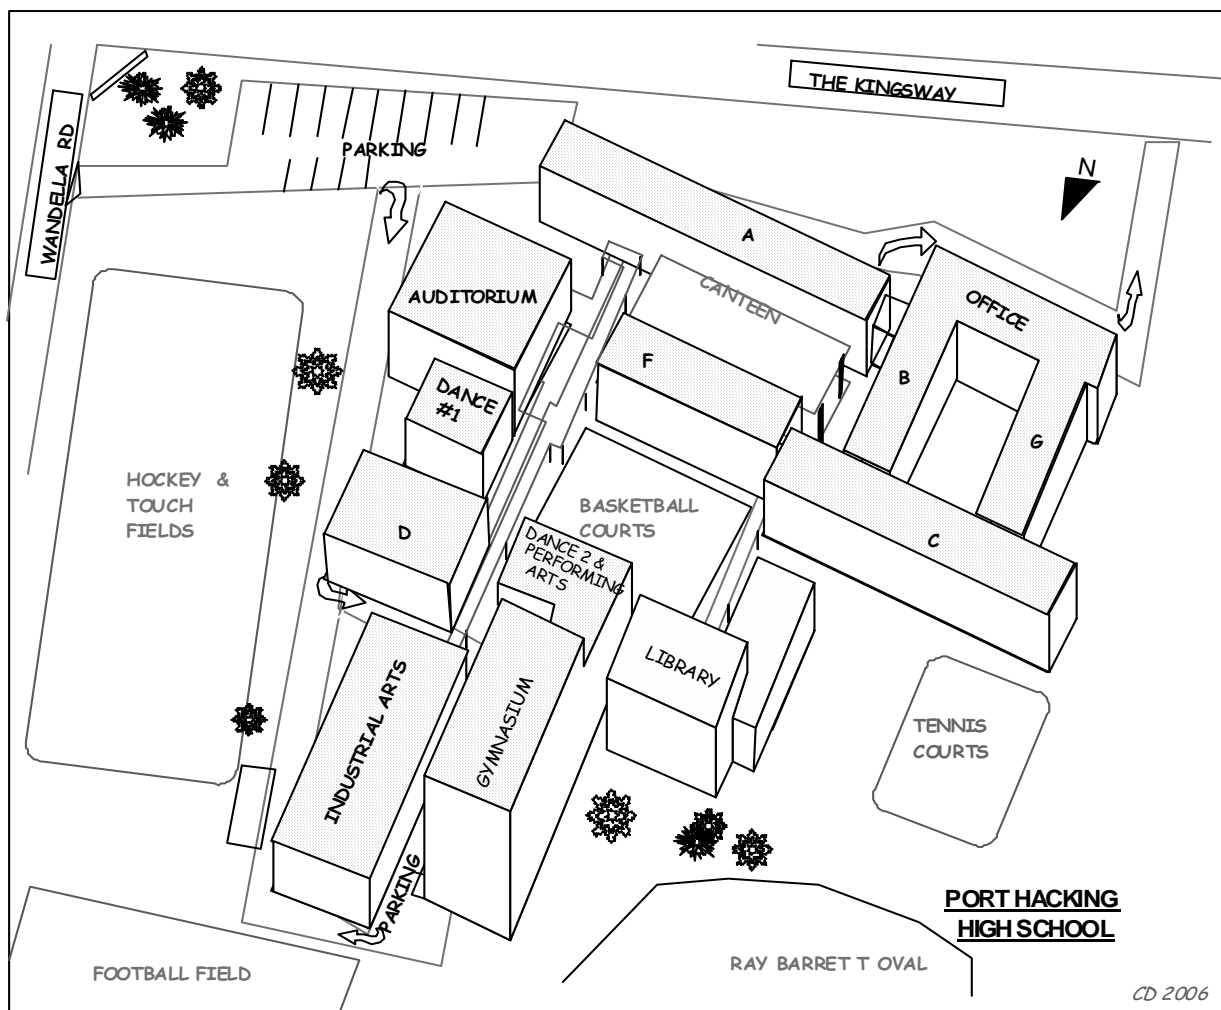 THE KINGSWAY
WANDELLA RD
PARKING
N
A
CANTEEN
OFFICE
AUDITORIUM
F
B
DANCE
#1
G
HOCKEY &
TOUCH
FIELDS
BASKETBALL
COURTS
D
DANCE 2 &
PERFORMING
ARTS
C
LIBRARY
INDUSTRIAL ARTS
GYMNASIUM
TENNIS
COURTS
PARKING
PORT HACKING
HIGH SCHOOL
FOOTBALL FIELD
RAY BARRET T OVAL
CD 2006